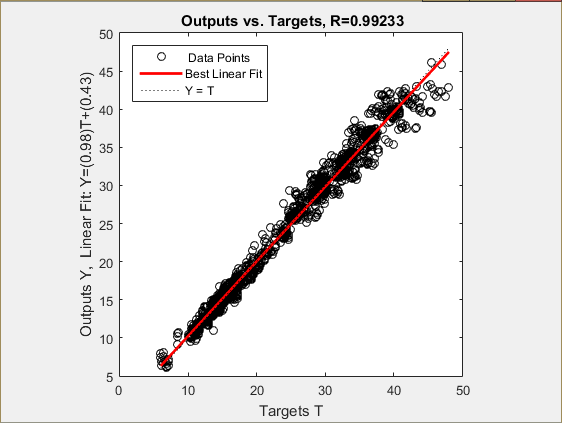 Outputs vs. Targets, R=0.99233
Data Points
Best Linear Fit
Y = T
Outputs Y,  Linear Fit: Y=(0.98)T+(0.43)
50
45
40
35
30
25
20
15
10
5
0 10 20 30 40 50
Targets T